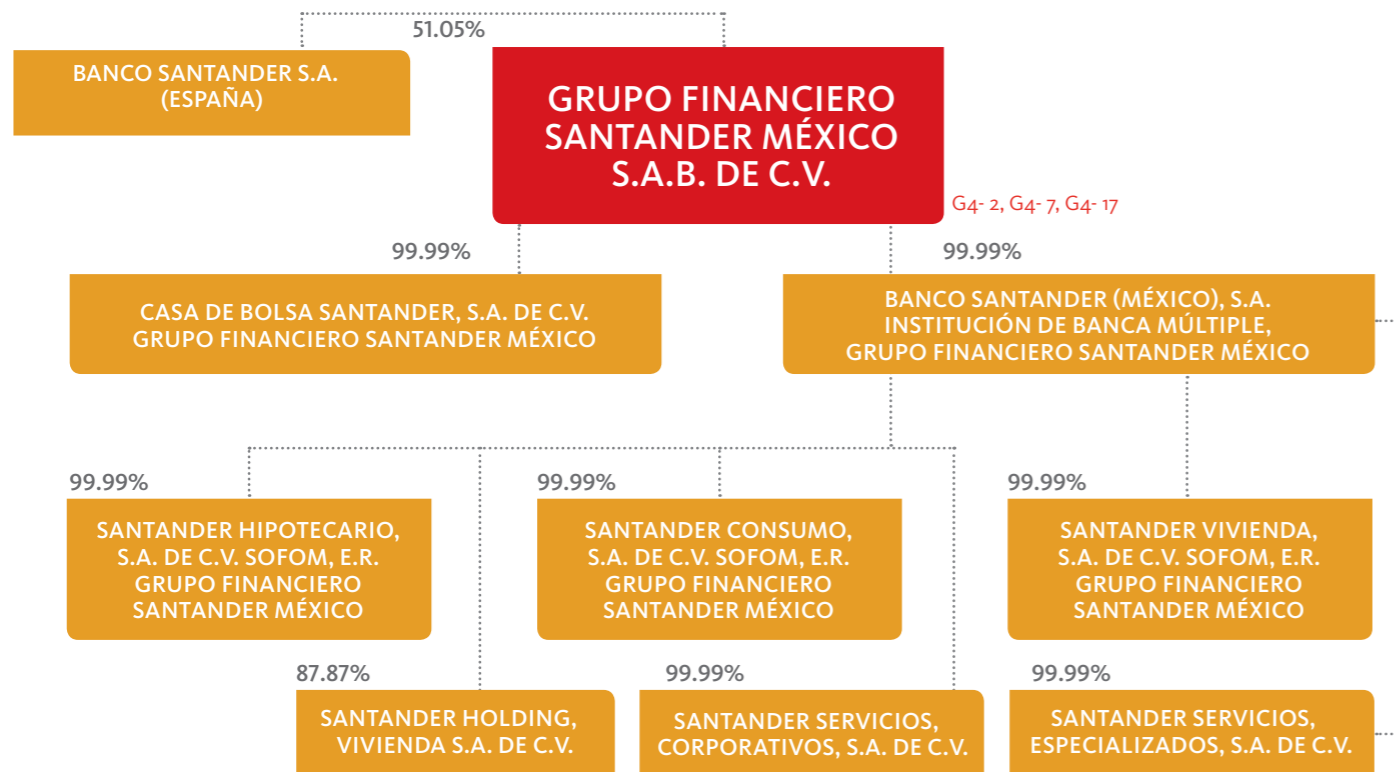 51.05%
BANCO SANTANDER S.A.
(ESPAÑA)
GRUPO FINANCIERO
SANTANDER MÉXICO
S.A.B. DE C.V.
G4- 2, G4- 7, G4- 17
99.99%
CASA DE BOLSA SANTANDER, S.A. DE C.V.
GRUPO FINANCIERO SANTANDER MÉXICO
99.99%
BANCO SANTANDER (MÉXICO), S.A.
INSTITUCIÓN DE BANCA MÚLTIPLE,
GRUPO FINANCIERO SANTANDER MÉXICO
99.99%
SANTANDER HIPOTECARIO,
S.A. DE C.V. SOFOM, E.R.
GRUPO FINANCIERO
SANTANDER MÉXICO
99.99%
SANTANDER CONSUMO,
S.A. DE C.V. SOFOM, E.R.
GRUPO FINANCIERO
SANTANDER MÉXICO
99.99%
SANTANDER VIVIENDA,
S.A. DE C.V. SOFOM, E.R.
GRUPO FINANCIERO
SANTANDER MÉXICO
87.87%
SANTANDER HOLDING,
VIVIENDA S.A. DE C.V.
99.99%
SANTANDER SERVICIOS,
CORPORATIVOS, S.A. DE C.V.
99.99%
SANTANDER SERVICIOS,
ESPECIALIZADOS, S.A. DE C.V.